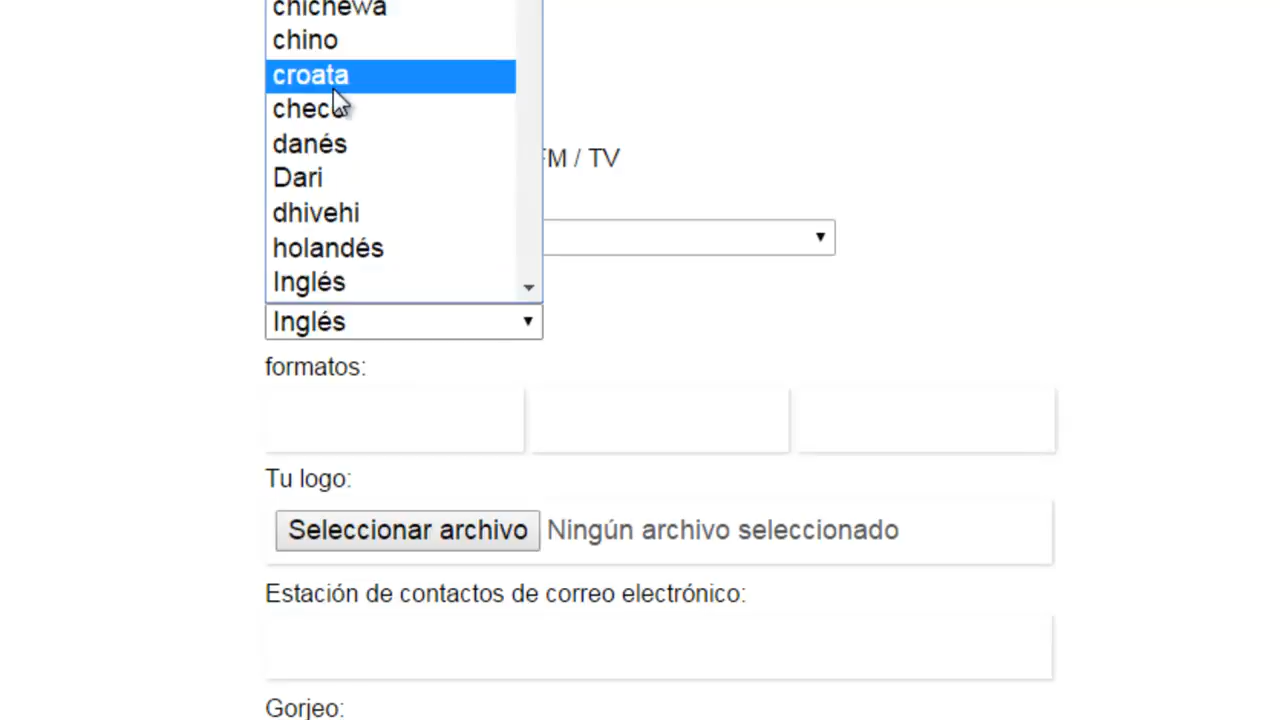 chichewa
chino
croata
checo
danés
Dari
FM / TV
dhivehi
holandés
Inglés
Inglés
formatos:
Tu logo:
Seleccionar archivo Ningún archivo seleccionado
Estación de contactos de correo electrónico:
Gorjeo: